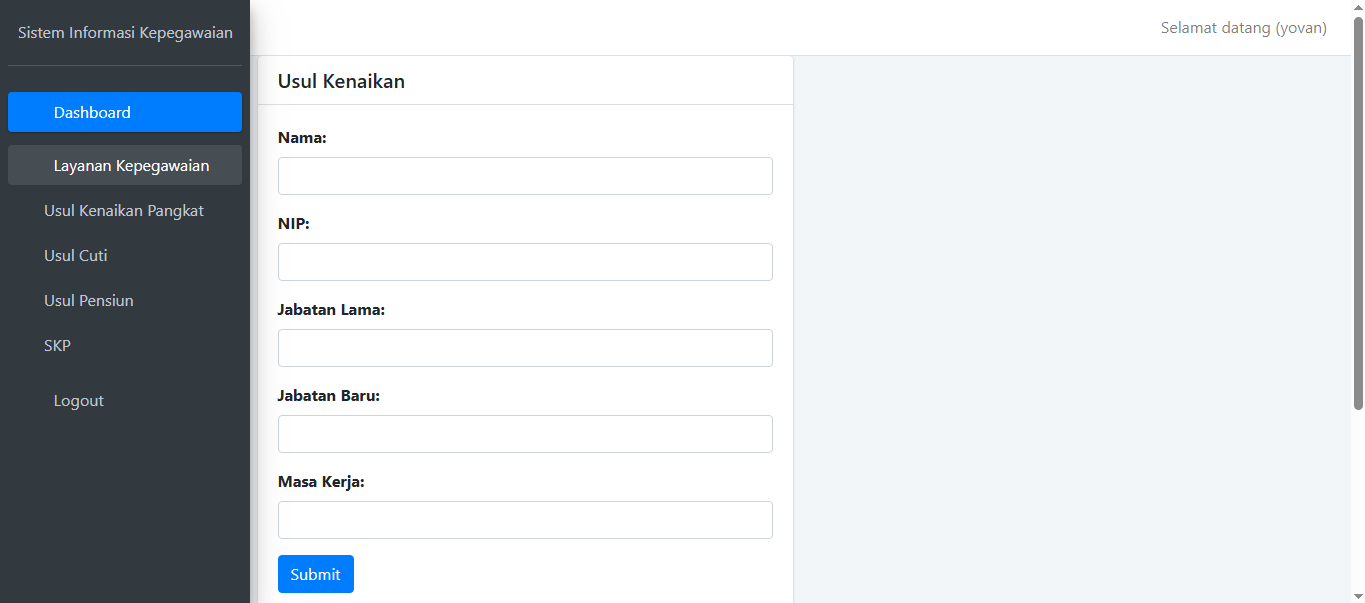 Sistem Informasi Kepegawaian
Selamat datang (yovan)
Dashboard
Layanan Kepegawaian
Usul Kenaikan Pangkat
Usul Cuti
Usul Pensiun
SKP
Logout
Usul Kenaikan
Nama:
NIP:
Jabatan Lama:
Jabatan Baru:
Masa Kerja:
Submit